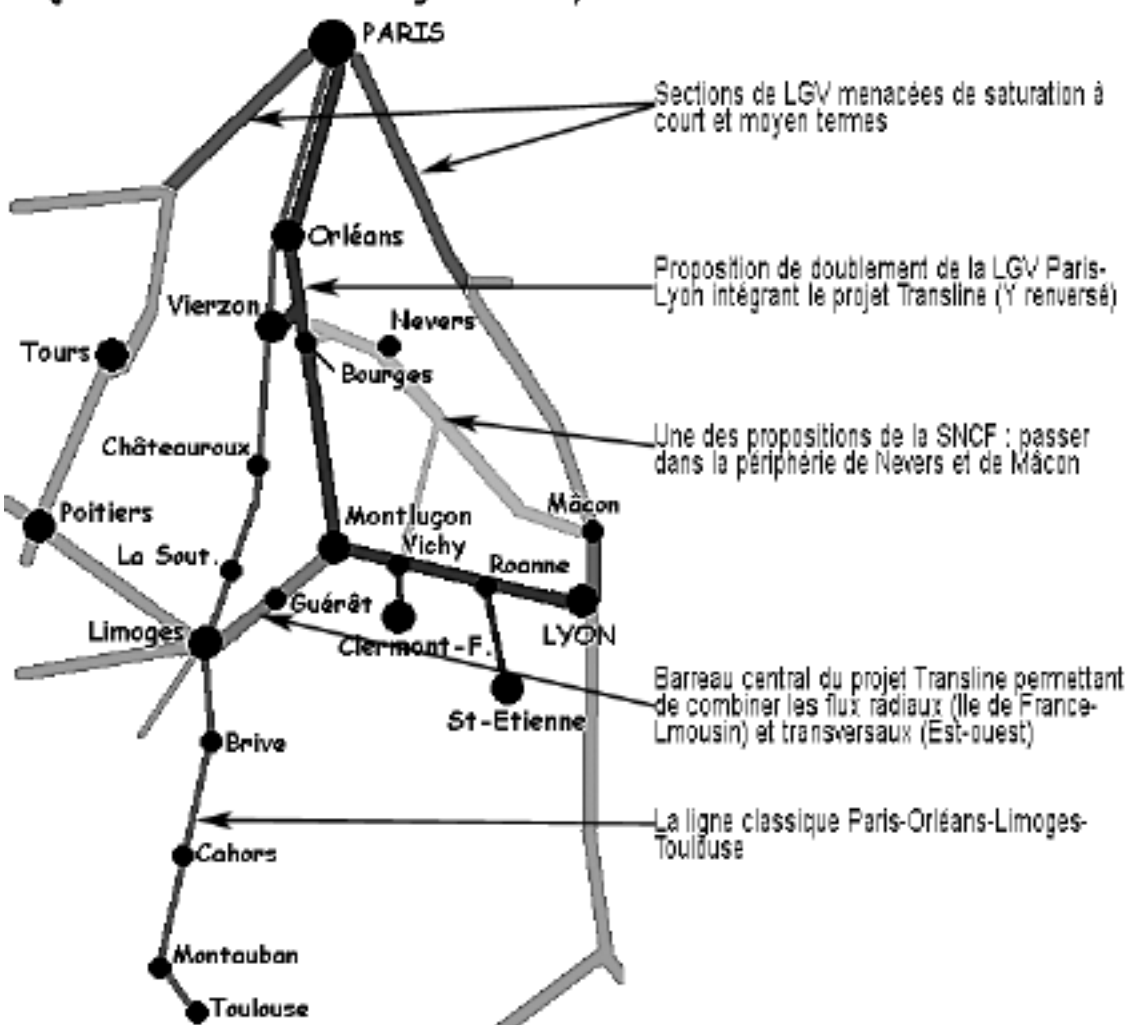 PARIS
Sections de LGV menacées de saturation à
court et moyen termes
Orléans
Proposition de doublement de la LGV Paris-
Lyon intégrant le projet Transline (Y renversé)
Vierzon
Nevers
Tours
Bourges
Une des propositions de la SNCF : passer
dans la périphérie de Nevers et de Mâcon
Châteauroux
Mâcon
Poitiers
Montluçon
Vichy
La Sout.
Roanne
Guérêt
Limoges
LYON
Clermont-F.
Barreau central du projet Transline permettant
de combiner les flux radiaux (Ile de France-
Lmousin) et transversaux (Est-ouest)
St-Etienne
Brive
La ligne classique Paris-Orléans-Limoges-
Toulouse
Cahors
Montauban
Toulouse